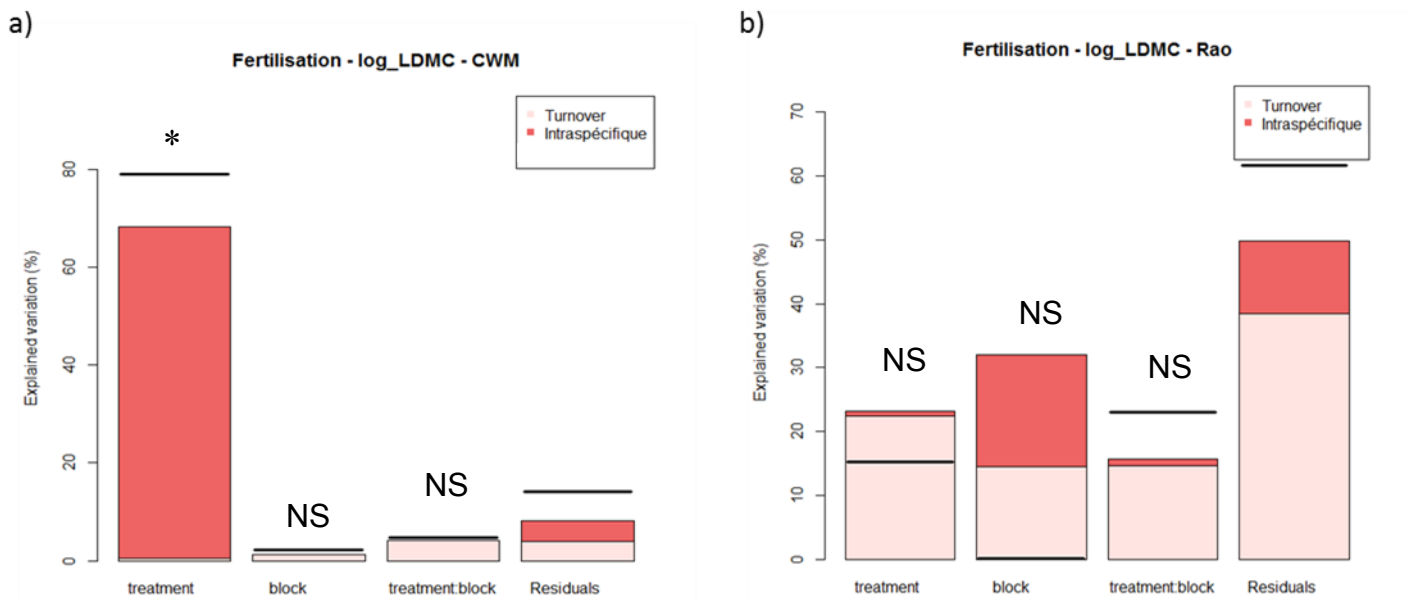 a)
Fertilisation - log_LDMC - CWM
Turnover
Intraspécifique
*
80
60
40
20
0
Explained variation (%)
NS
NS
treatment
block
treatment:block
Residuals
b)
Fertilisation - log_LDMC - Rao
Turnover
Intraspécifique
70
60
50
40
30
20
10
0
Explained variation (%)
NS
NS
NS
treatment
block
treatment:block
Residuals